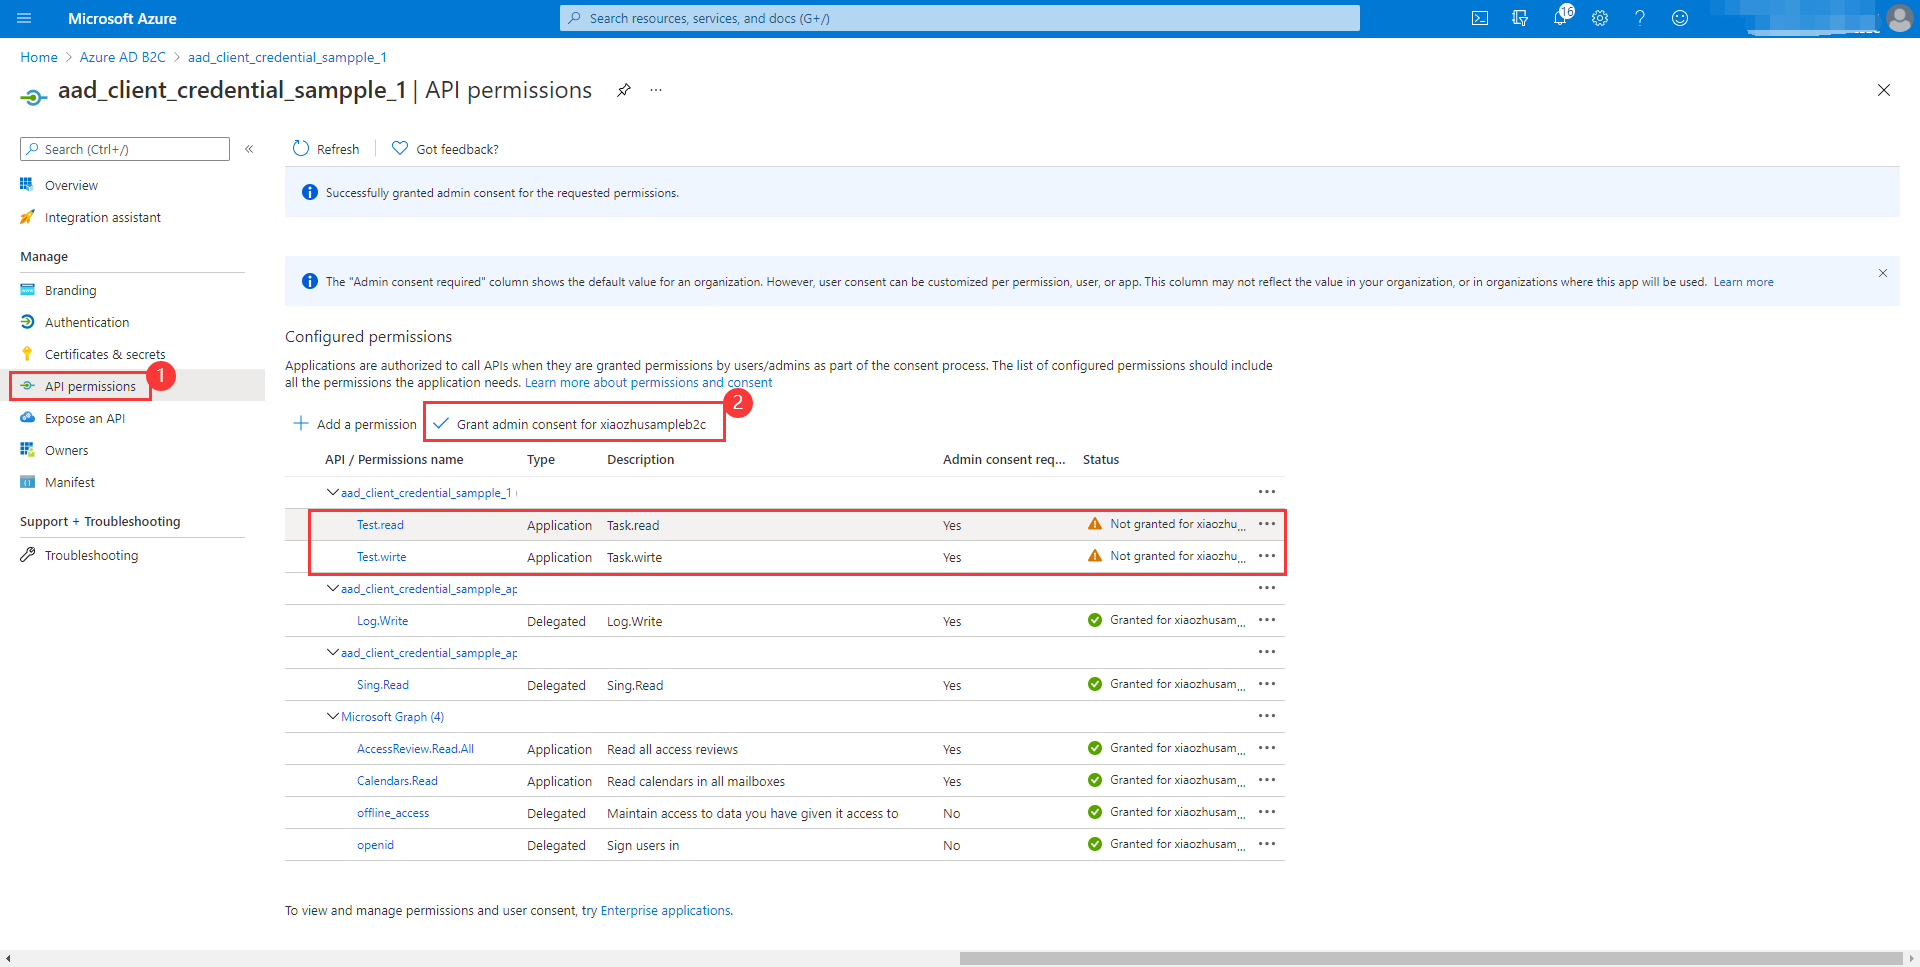 Microsoft Azure
Search resources, services, and docs (G+/)
16
Home > Azure AD B2C > aad_client_credential_sampple_1
aad_client_credential_sampple_1 | API permissions
Search (Ctrl+/)
Overview
Integration assistant
Manage
Branding
Authentication
Certificates & secrets
API permissions
1
Expose an API
Owners
Manifest
Support + Troubleshooting
Troubleshooting
Refresh
Got feedback?
Successfully granted admin consent for the requested permissions.
The "Admin consent required" column shows the default value for an organization. However, user consent can be customized per permission, user, or app. This column may not reflect the value in your organization, or in organizations where this app will be used. Learn more
Configured permissions
Applications are authorized to call APIs when they are granted permissions by users/admins as part of the consent process. The list of configured permissions should include
all the permissions the application needs. Learn more about permissions and consent
2
Add a permission
Grant admin consent for xiaozhusampleb2c
API / Permissions name Type Description Admin consent req... Status
aad_client_credential_sampple_1
Test.read Application Task.read Yes Not granted for xiaozhu...
Test.wirte Application Task.wirte Yes Not granted for xiaozhu...
aad_client_credential_sampple_ap
Log.Write Delegated Log.Write Yes Granted for xiaozhusam...
aad_client_credential_sampple_ap
Sing.Read Delegated Sing.Read Yes Granted for xiaozhusam...
Microsoft Graph (4)
AccessReview.Read.All Application Read all access reviews Yes Granted for xiaozhusam...
Calendars.Read Application Read calendars in all mailboxes Yes Granted for xiaozhusam...
offline_access Delegated Maintain access to data you have given it access to No Granted for xiaozhusam...
openid Delegated Sign users in No Granted for xiaozhusam...
To view and manage permissions and user consent, try Enterprise applications.